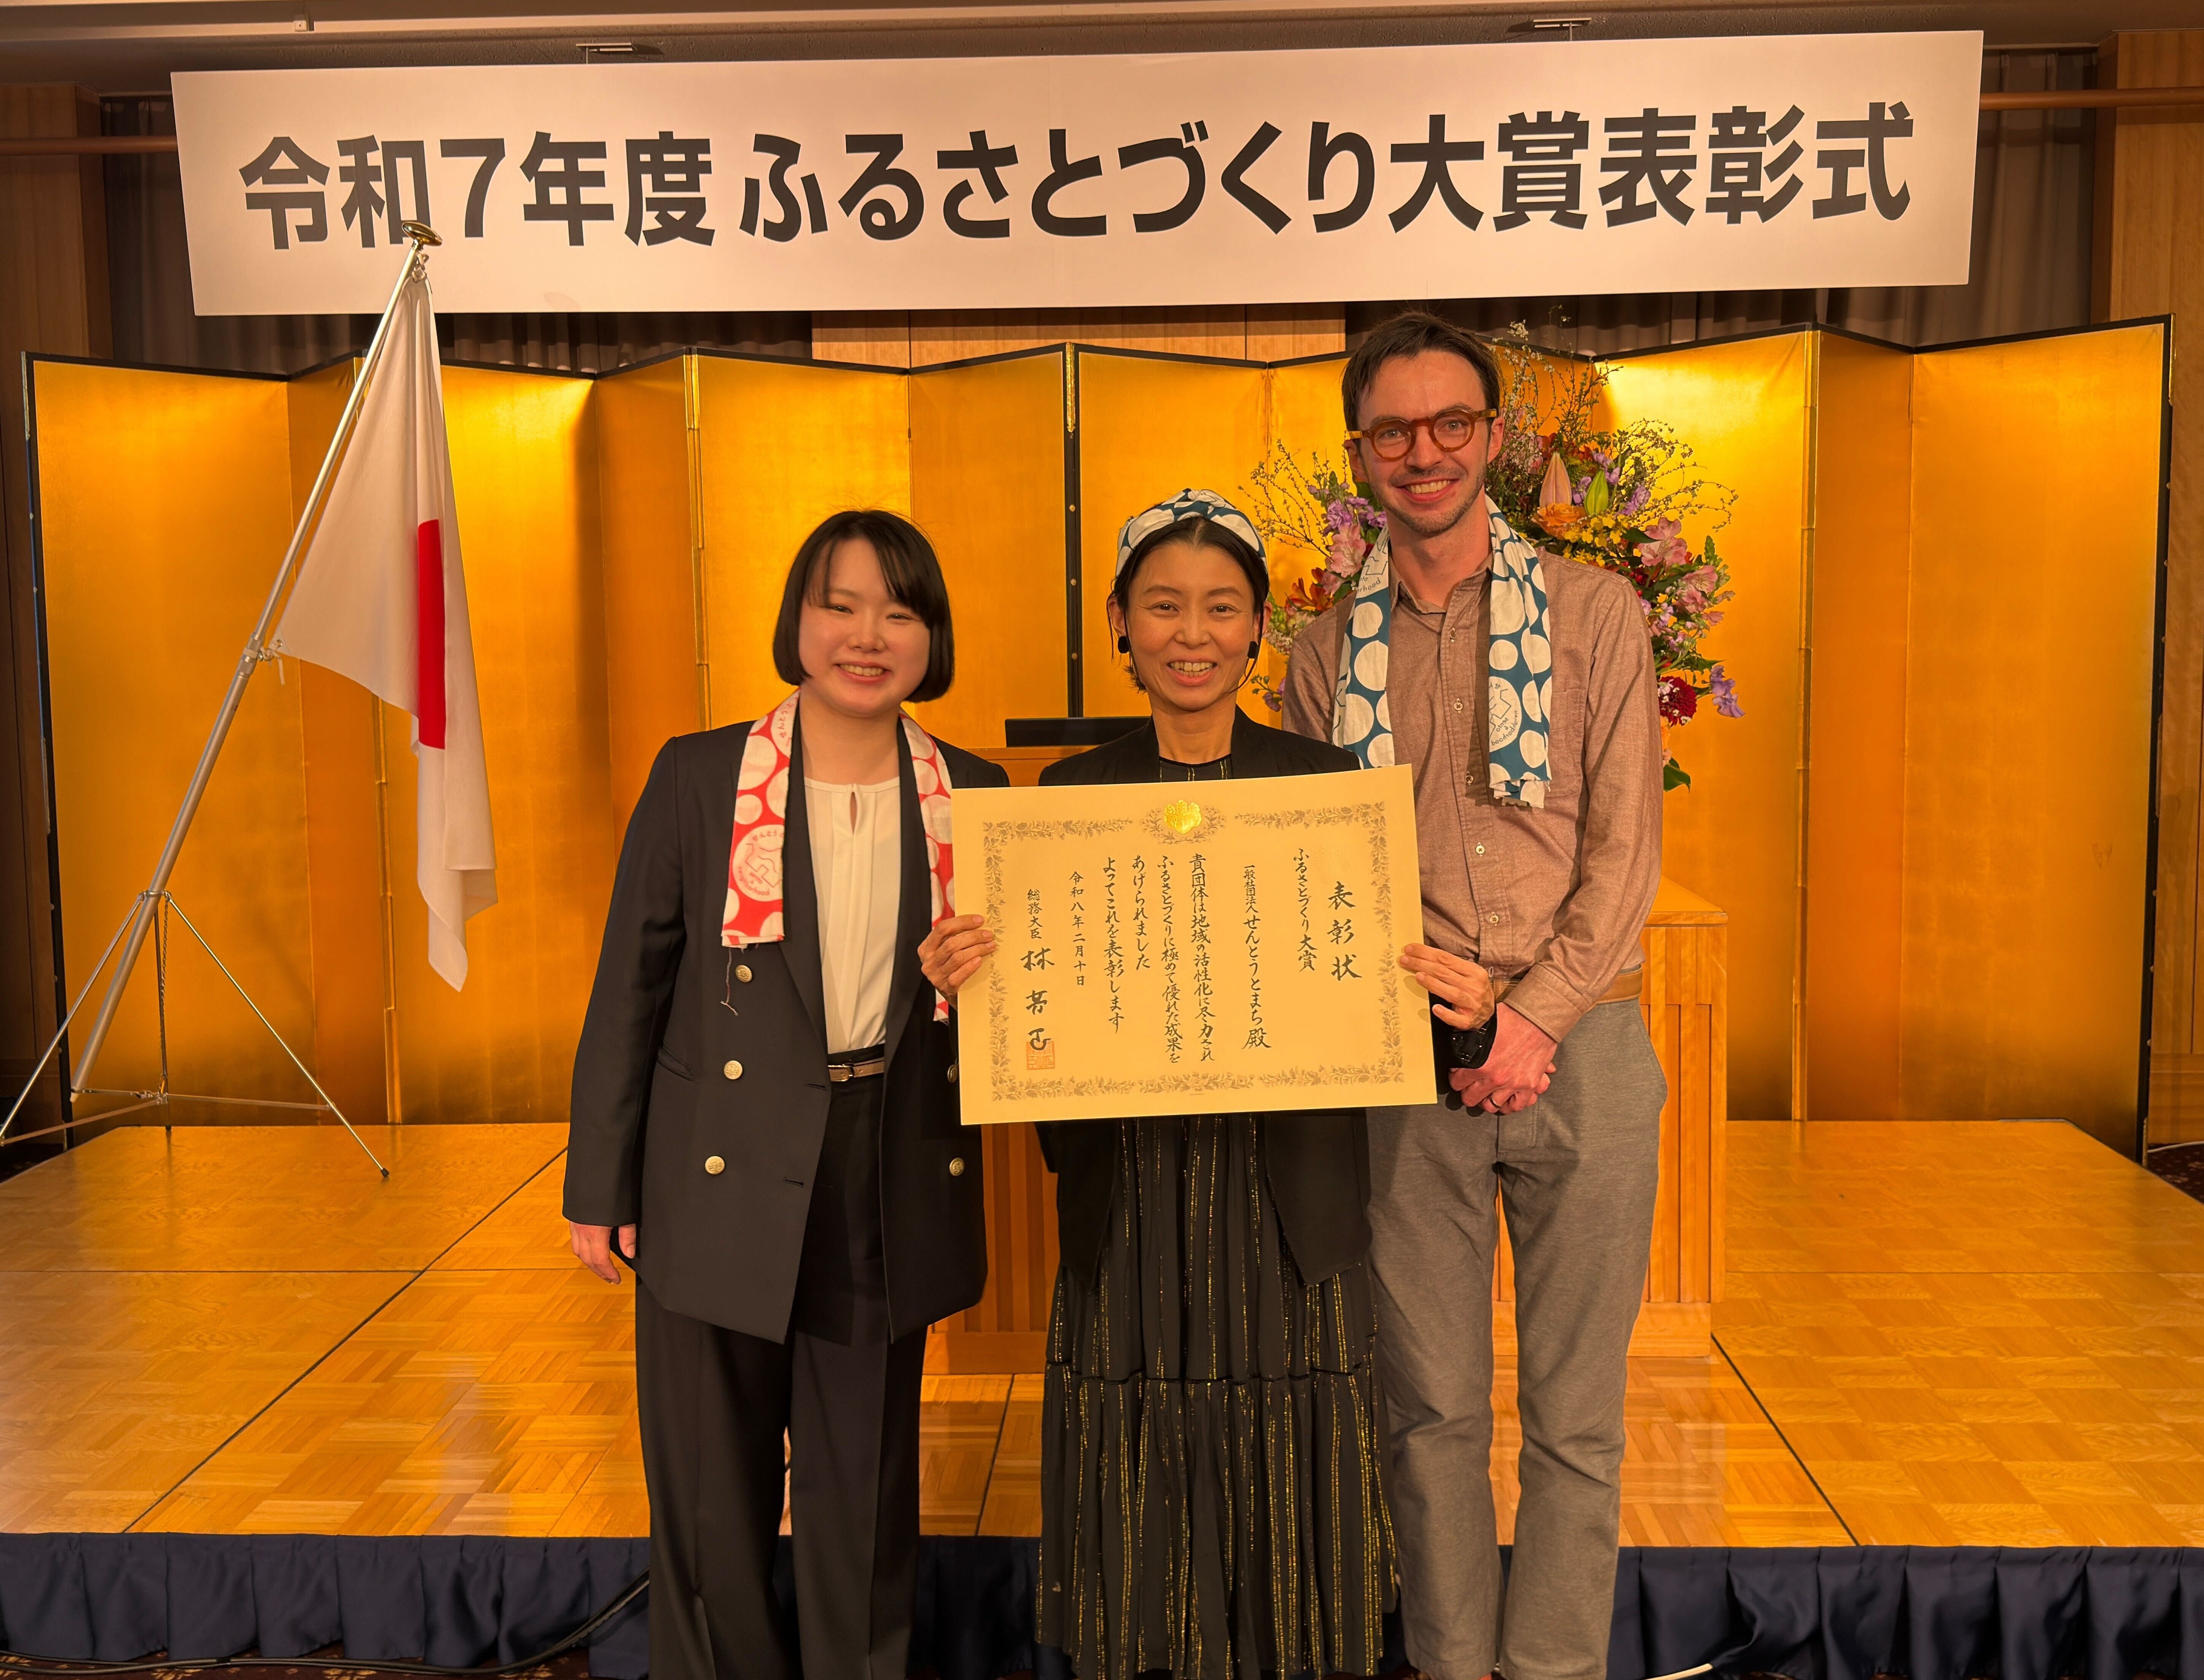 令和7年度 ふるさとづくり大賞表彰式
表彰状
ふるさとづくり大賞
一般社団法人せんとうとまち殿
貴団体は地域の活性化に尽力され
ふるさとづくりに極めて優れた成果を
あげられました
よってこれを表彰します
令和八年二月十日
総務大臣 林芳正